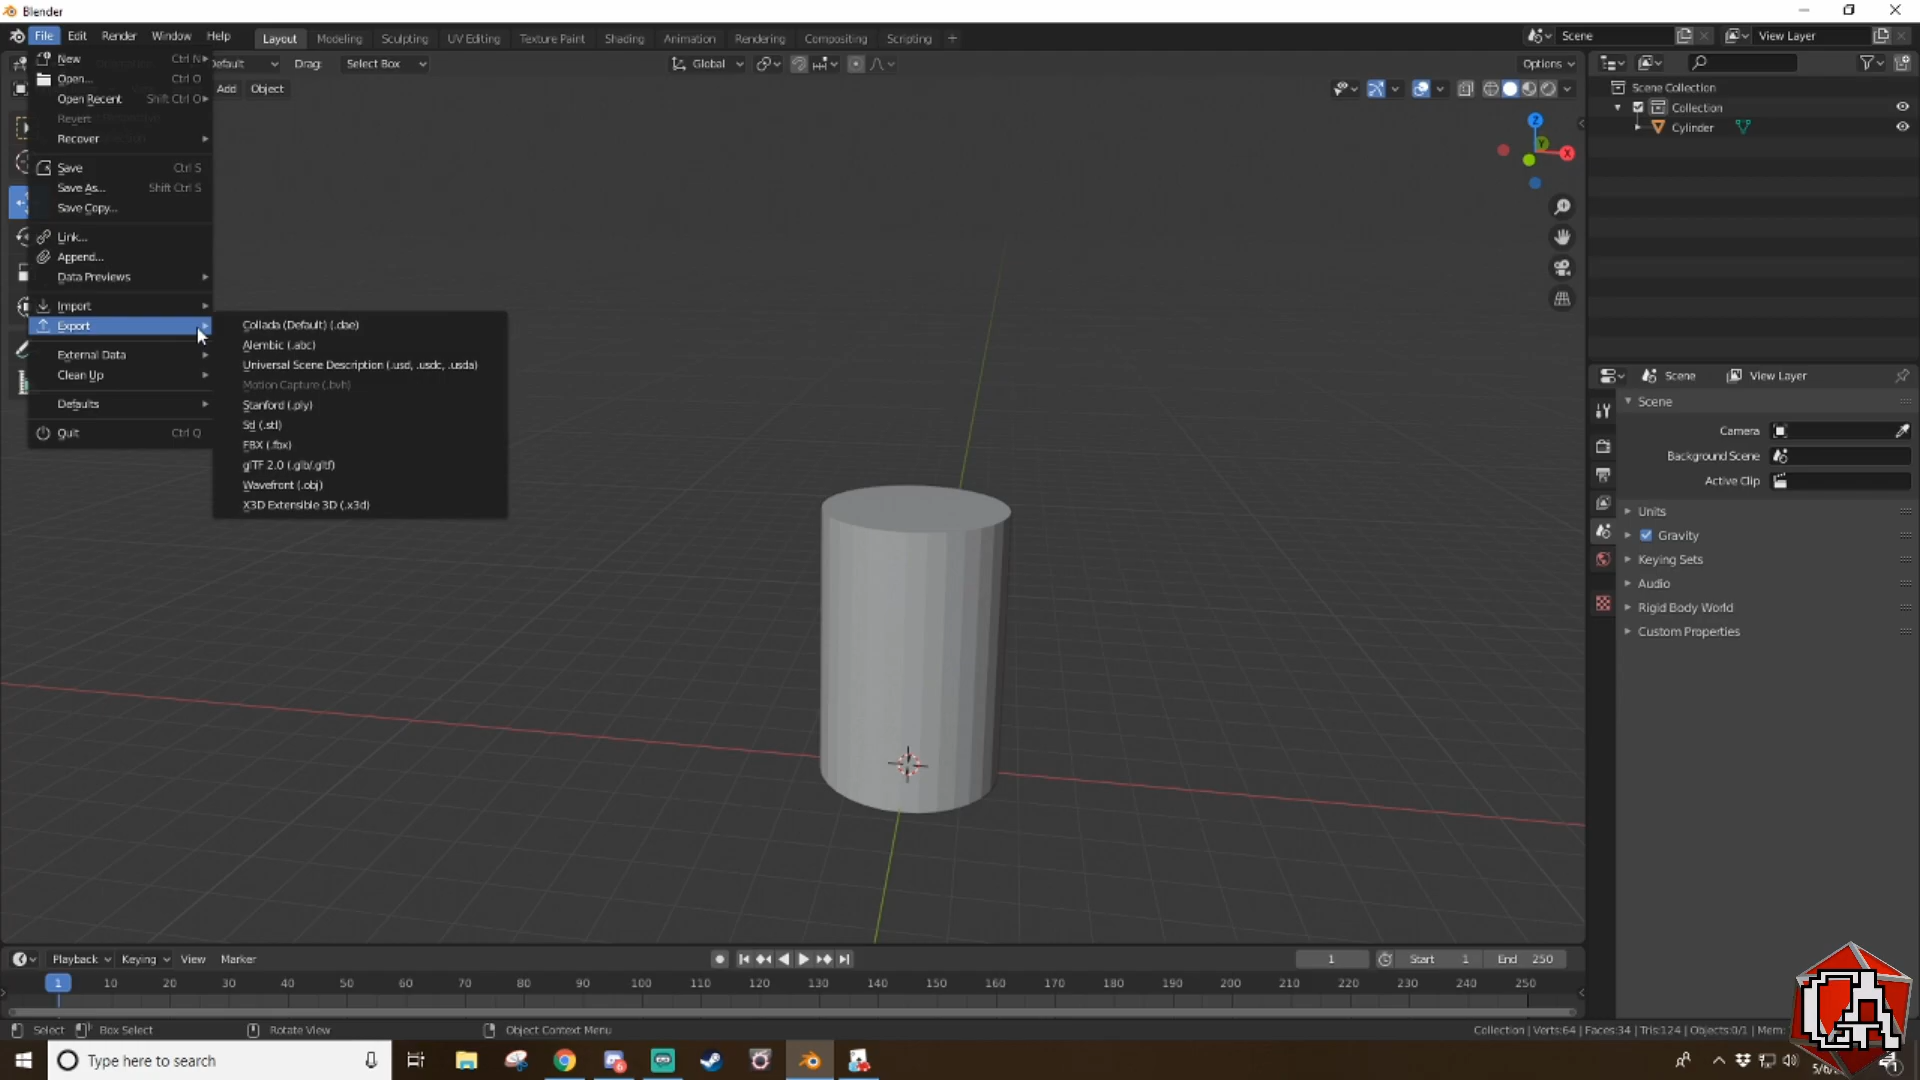 Blender
File Edit Render Window Help Layout Modeling Sculpting UV Editing Texture Paint Shading Animation Rendering Compositing Scripting + Scene View Layer
Default Drag: Select Box Global Options
Add Object
New Ctrl N
Open... Ctrl O
Open Recent Shift Ctrl O
Revert
Recover
Save Ctrl S
Save As... Shift Ctrl S
Save Copy...
Link...
Append...
Data Previews
Import
Export
External Data
Clean Up
Defaults
Quit Ctrl Q
Collada (Default) (.dae)
Alembic (.abc)
Universal Scene Description (.usd, .usdc, .usda)
Motion Capture (.bvh)
Stanford (.ply)
Stl (.stl)
FBX (.fbx)
glTF 2.0 (.glb/.gltf)
Wavefront (.obj)
X3D Extensible 3D (.x3d)
Z
Y
X
Scene Collection
Collection
Cylinder
Scene View Layer
Scene
Camera
Background Scene
Active Clip
Units
Gravity
Keying Sets
Audio
Rigid Body World
Custom Properties
Playback Keying View Marker 1 Start 1 End 250
1 10 20 30 40 50 60 70 80 90 100 110 120 130 140 150 160 170 180 190 200 210 220 230 240 250
Select Box Select Rotate View Object Context Menu Collection | Verts:64 | Faces:34 | Tris:124 | Objects:0/1 | Mem:
Type here to search
CA